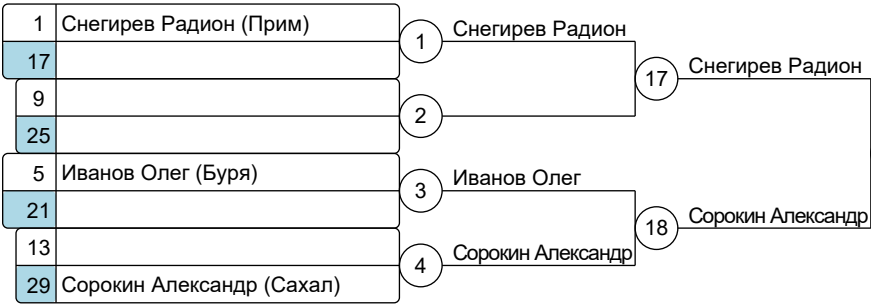 1 Снегирев Радион (Прим)
17
9
25
5 Иванов Олег (Буря)
21
13
29 Сорокин Александр (Сахал)
1 Снегирев Радион
2
3 Иванов Олег
4 Сорокин Александр
17 Снегирев Радион
18 Сорокин Александр